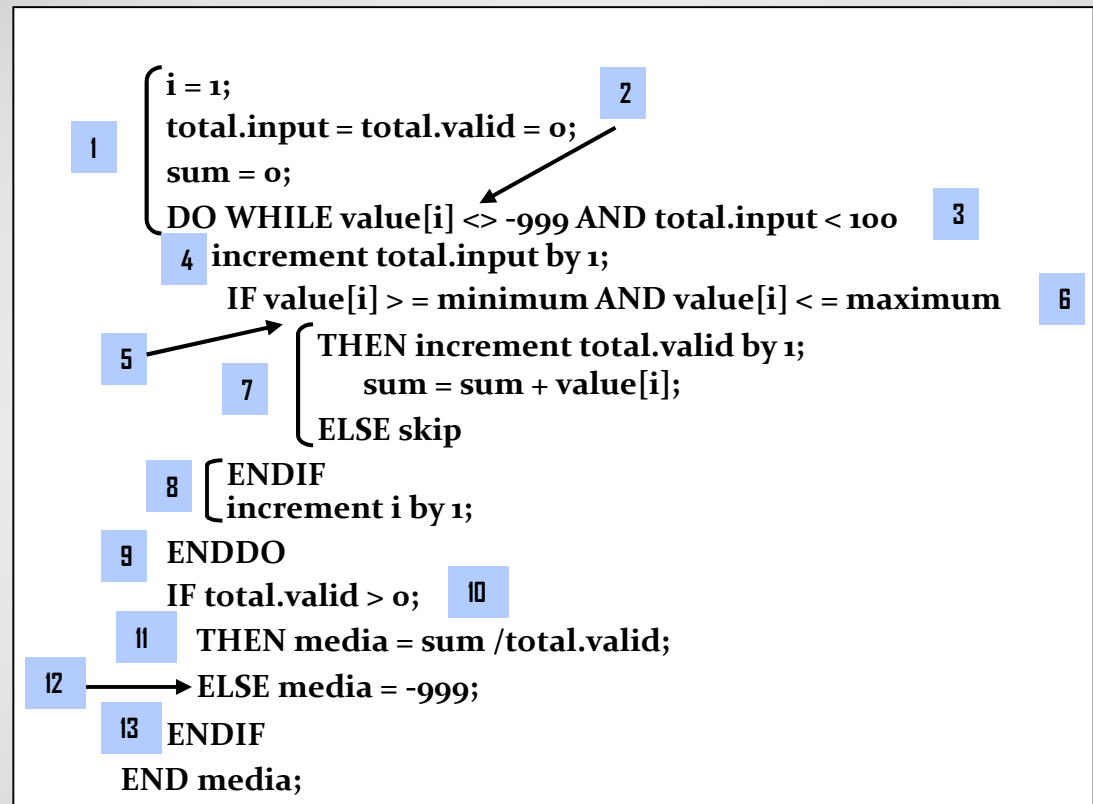 i = 1;
2
total.input = total.valid = 0;
1
sum = 0;
DO WHILE value[i] <> -999 AND total.input < 100 3
4 increment total.input by 1;
IF value[i] > = minimum AND value[i] < = maximum 6
5
THEN increment total.valid by 1;
7 sum = sum + value[i];
ELSE skip
8 ENDIF
increment i by 1;
9 ENDDO
IF total.valid > 0; 10
11 THEN media = sum /total.valid;
12 ELSE media = -999;
13 ENDIF
END media;